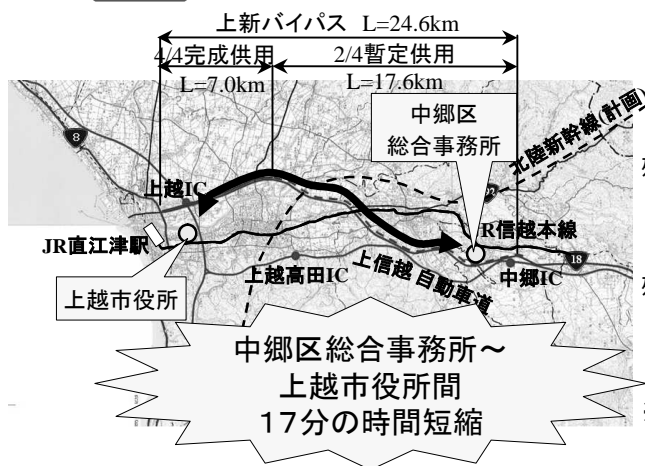 上新バイパス L=24.6km
4/4完成供用
2/4暫定供用
L=7.0km
L=17.6km
中郷区
総合事務所
北陸新幹線(計画)
8
上越IC
JR直江津駅
R信越本線
上越市役所
上越高田IC
上信越自動車道
中郷IC
18
中郷区総合事務所～
上越市役所間
17分の時間短縮